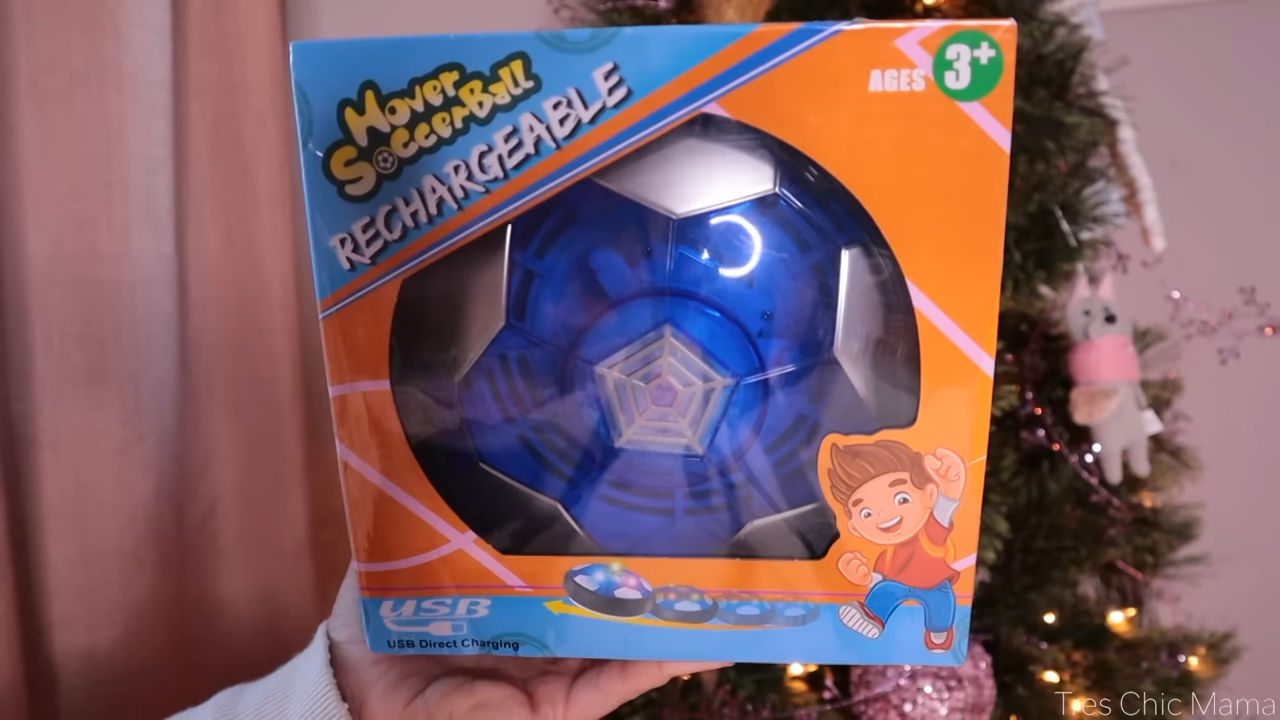 Hover
SoccerBall
RECHARGEABLE
AGES 3+
USB
USB Direct Charging
Tres Chic Mama